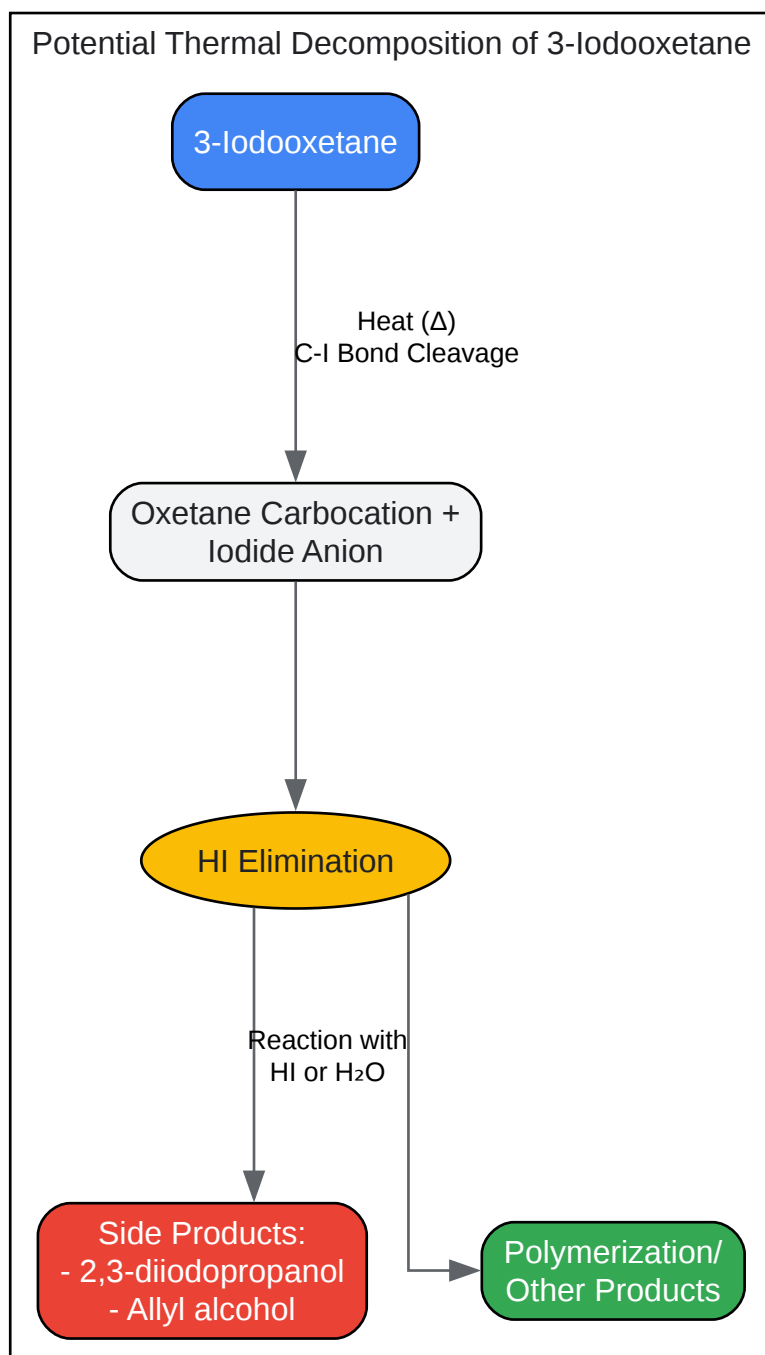 Potential Thermal Decomposition of 3-Iodooxetane
3-Iodooxetane
Heat (Δ)
C-I Bond Cleavage
Oxetane Carbocation +
Iodide Anion
HI Elimination
Reaction with
HI or H₂O
Side Products:
- 2,3-diiodopropanol
- Allyl alcohol
Polymerization/
Other Products